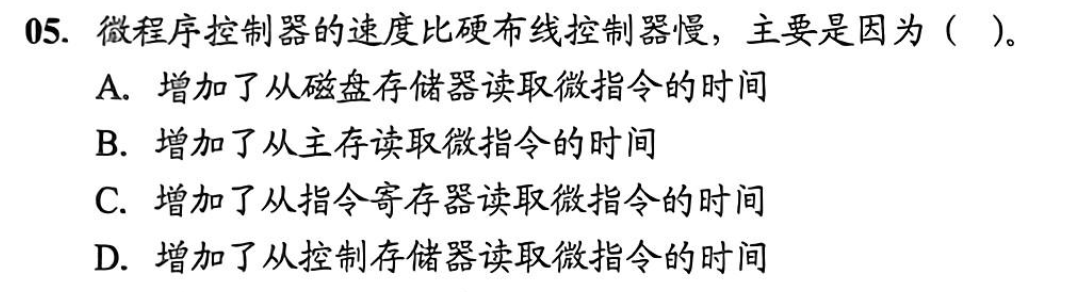 05. 微程序控制器的速度比硬布线控制器慢，主要是因为（ ）。
A. 增加了从磁盘存储器读取微指令的时间
B. 增加了从主存读取微指令的时间
C. 增加了从指令寄存器读取微指令的时间
D. 增加了从控制存储器读取微指令的时间